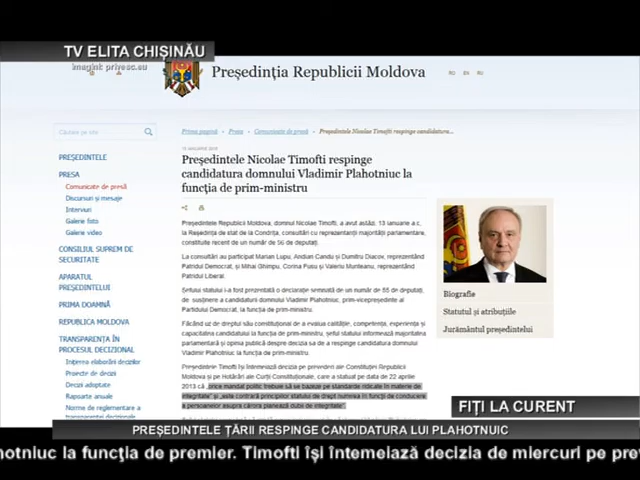 TV ELITA CHIȘINĂU
imagini: privesc.eu
Președinția Republicii Moldova
RO EN RU
Căutare pe site
Prima pagină Presa Comunicate de presă Președintele Nicolae Timofti respinge candidatura...
PREȘEDINTELE
PRESA
Comunicate de presă
Discursuri și mesaje
Interviuri
Galerie foto
Galerie video
CONSILIUL SUPREM DE
SECURITATE
APARATUL
PREȘEDINTELUI
PRIMA DOAMNĂ
REPUBLICA MOLDOVA
TRANSPARENȚA ÎN
PROCESUL DECIZIONAL
Inițierea elaborării deciziilor
Proiecte de decizii
Decizii adoptate
Rapoarte anuale
Norme de reglementare a
transparenței decizionale
Președintele Nicolae Timofti respinge
candidatura domnului Vladimir Plahotniuc la
funcția de prim-ministru
Președintele Republicii Moldova, domnul Nicolae Timofti, a avut astăzi, 13 ianuarie a.c,
la Reședința de stat de la Condrița, consultări cu reprezentanții majorității parlamentare,
constituite recent de un număr de 56 de deputați.
La consultări au participat Marian Lupu, Andrian Candu și Dumitru Diacov, reprezentând
Partidul Democrat, și Mihai Ghimpu, Corina Fusu și Valeriu Munteanu, reprezentând
Partidul Liberal.
Șefului statului i-a fost prezentată o declarație semnată de un număr de 55 de deputați,
de susținere a candidaturii domnului Vladimir Plahotniuc, prim-vicepreședinte al
Partidului Democrat, la funcția de prim-ministru.
Făcând uz de dreptul său constituțional de a evalua calitățile, competența, experiența și
capacitatea candidatului la funcția de prim-ministru, șeful statului informează majoritatea
parlamentară și opinia publică despre decizia sa de a respinge candidatura domnului
Vladimir Plahotniuc la funcția de prim-ministru.
Președintele Timofti își întemeiază decizia pe prevederi ale Constituției Republicii
Moldova și pe Hotărâri ale Curții Constituționale, care a statuat pe data de 22 aprilie
2013 că „orice mandat politic trebuie să se bazeze pe standarde ridicate în materie de
integritate” și „este contrară principiilor statului de drept numirea în funcții de conducere
a persoanelor asupra cărora planează dubii de integritate”.
Biografie
Statutul și atribuțiile
Jurământul președintelui
FIȚI LA CURENT
PREȘEDINTELE ȚĂRII RESPINGE CANDIDATURA LUI PLAHOTNUIC
hotniuc la funcția de premier. Timofti își întemeiază decizia de miercuri pe prev